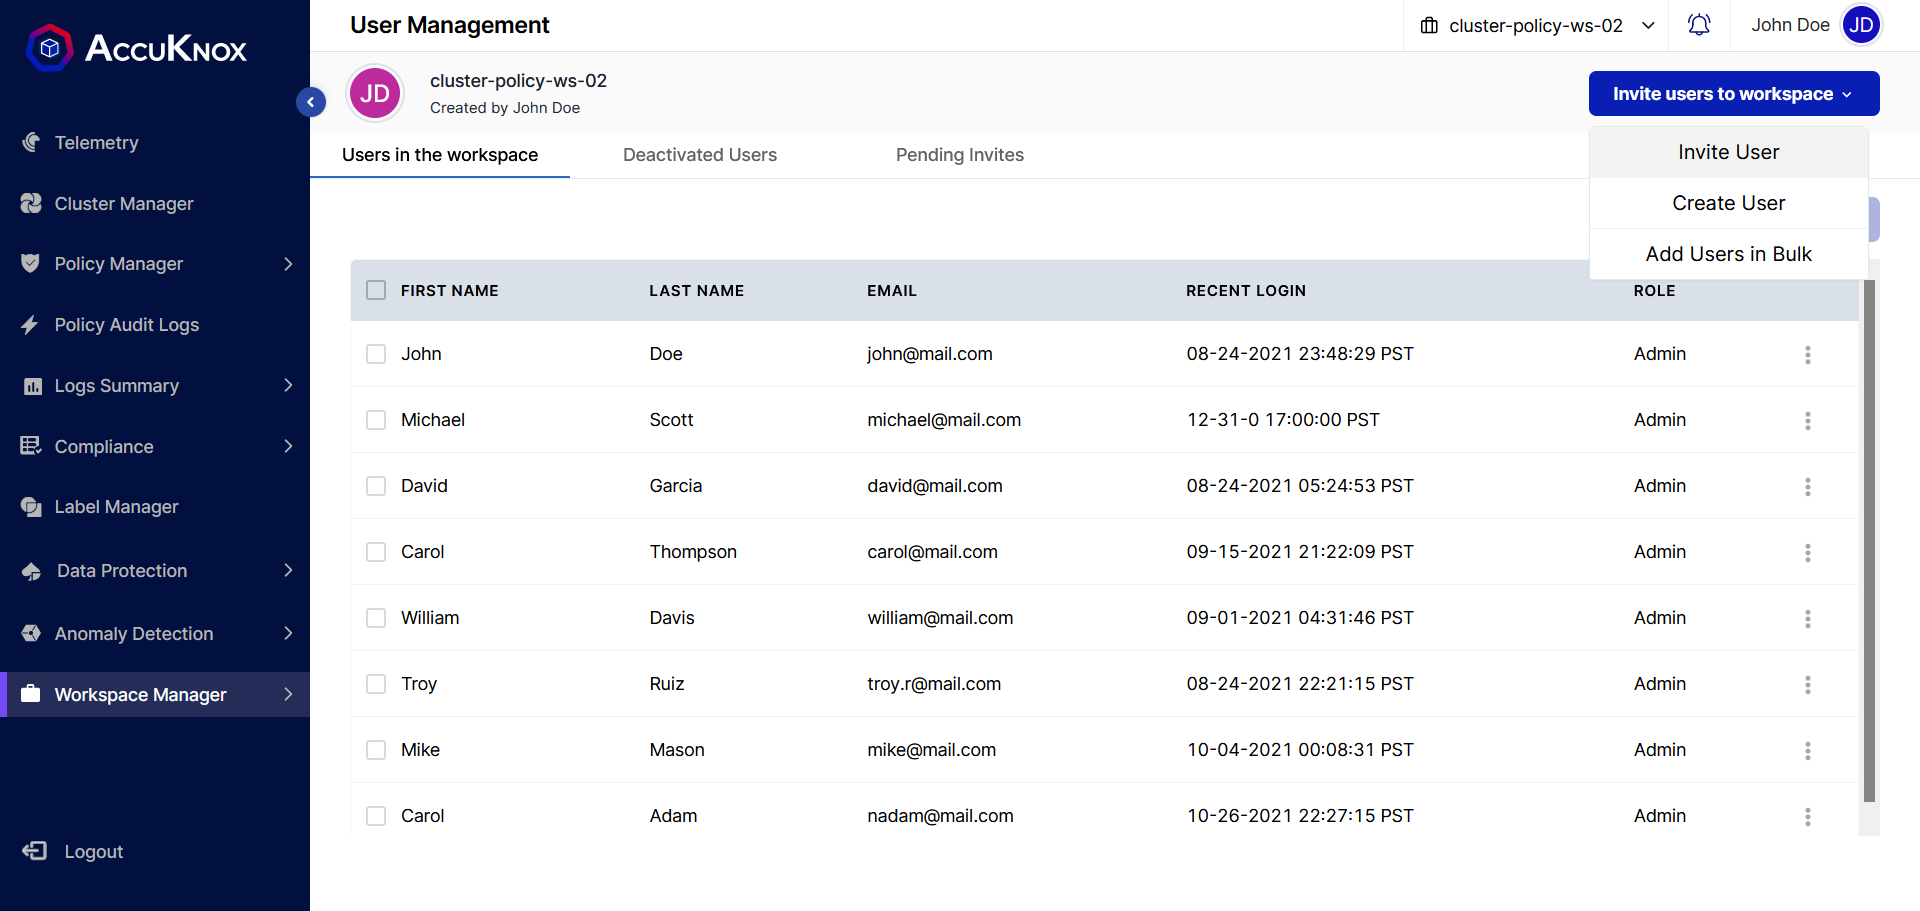 ACCUKNOX
User Management
cluster-policy-ws-02
John Doe
JD
JD
cluster-policy-ws-02
Created by John Doe
Invite users to workspace
Invite User
Create User
Add Users in Bulk
Users in the workspace
Deactivated Users
Pending Invites
Telemetry
Cluster Manager
Policy Manager
Policy Audit Logs
Logs Summary
Compliance
Label Manager
Data Protection
Anomaly Detection
Workspace Manager
Logout
FIRST NAME LAST NAME EMAIL RECENT LOGIN ROLE
John Doe john@mail.com 08-24-2021 23:48:29 PST Admin
Michael Scott michael@mail.com 12-31-0 17:00:00 PST Admin
David Garcia david@mail.com 08-24-2021 05:24:53 PST Admin
Carol Thompson carol@mail.com 09-15-2021 21:22:09 PST Admin
William Davis william@mail.com 09-01-2021 04:31:46 PST Admin
Troy Ruiz troy.r@mail.com 08-24-2021 22:21:15 PST Admin
Mike Mason mike@mail.com 10-04-2021 00:08:31 PST Admin
Carol Adam nadam@mail.com 10-26-2021 22:27:15 PST Admin